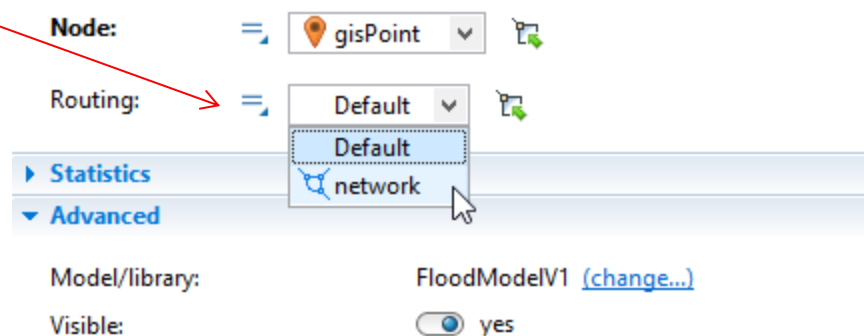 Node: gisPoint
Routing: Default
Default
network
Statistics
Advanced
Model/library: FloodModelV1 (change...)
Visible: yes